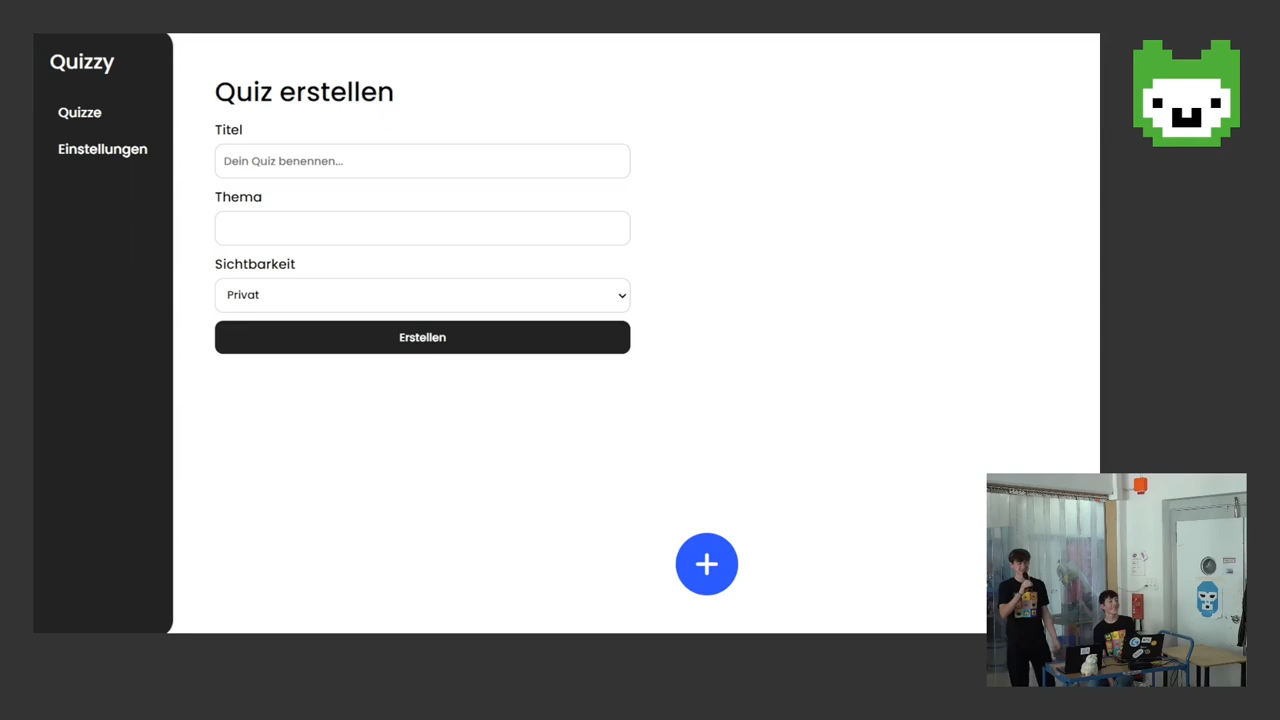 Quizzy
Quizze
Einstellungen
Quiz erstellen
Titel
Dein Quiz benennen...
Thema
Sichtbarkeit
Privat
Erstellen